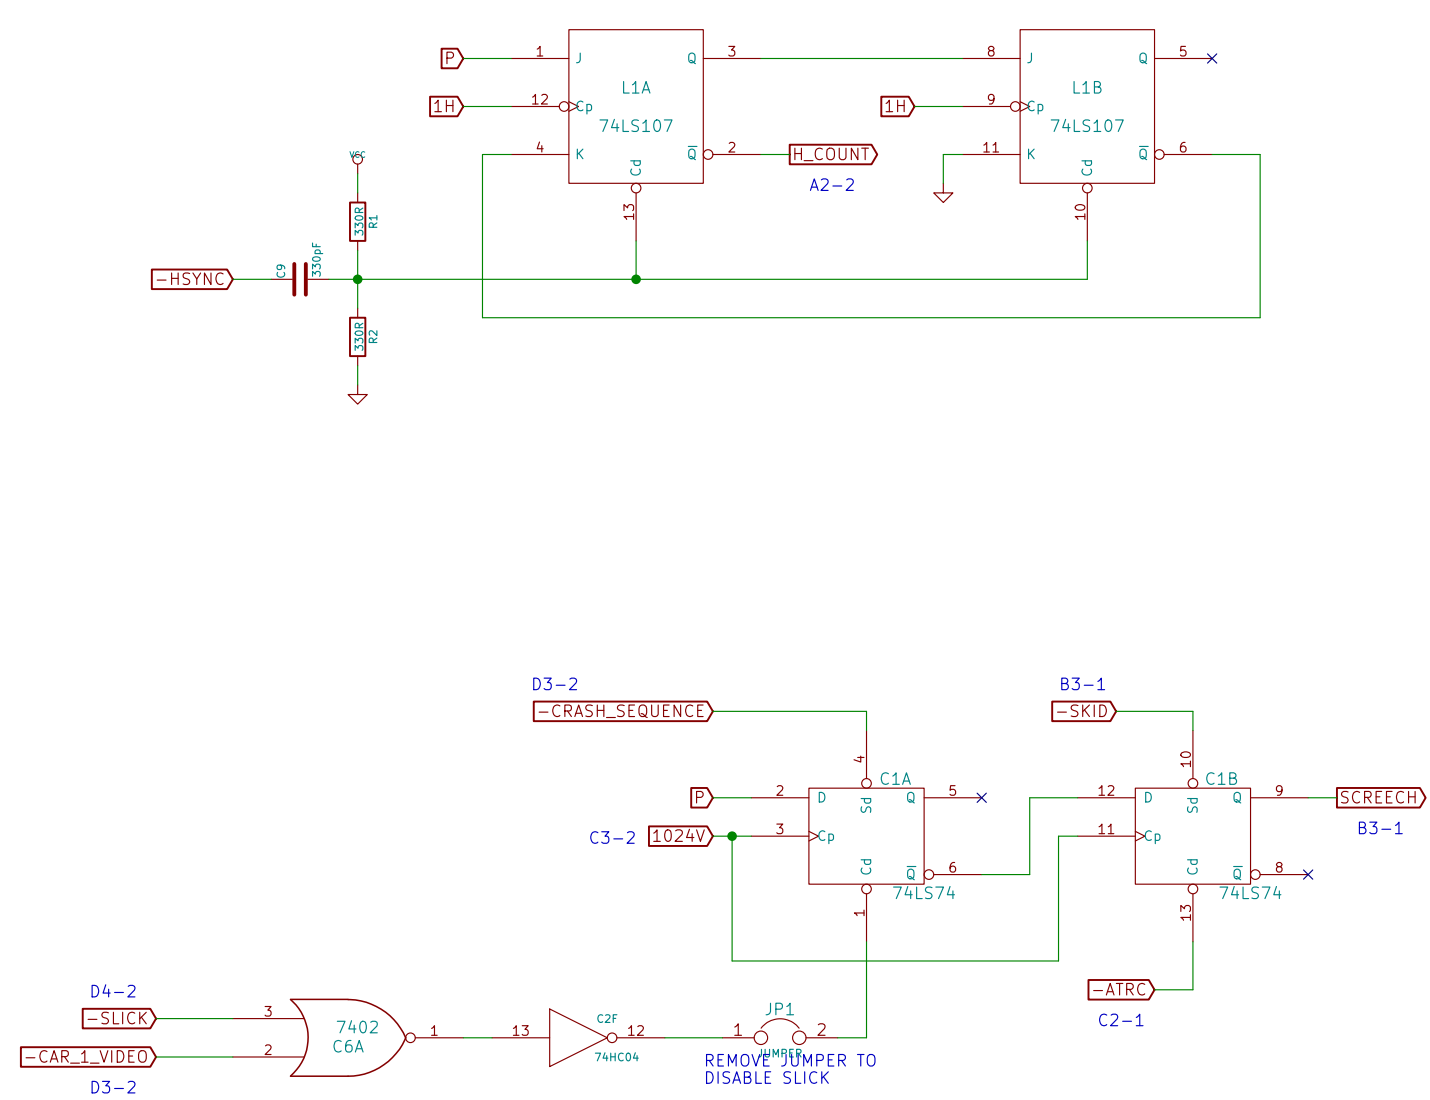 P
1
J
Q
3
8
J
Q
5
L1A
L1B
1H
12
Cp
1H
9
Cp
74LS107
74LS107
4
K
Q
2
H_COUNT
11
K
Q
6
Cd
Cd
A2-2
13
10
VCC
330R
R1
-HSYNC
C9
330pF
330R
R2
D3-2
B3-1
-CRASH_SEQUENCE
-SKID
4
10
C1A
C1B
P
2
D
Sd
Q
5
12
D
Sd
Q
9
SCREECH
C3-2
1024V
3
Cp
11
Cp
B3-1
Cd
Q
6
Cd
Q
8
74LS74
74LS74
1
13
D4-2
-ATRC
-SLICK
3
C2-1
7402
C6A
1
13
C2F
12
74HC04
JP1
1
2
JUMPER
-CAR_1_VIDEO
2
REMOVE JUMPER TO
DISABLE SLICK
D3-2